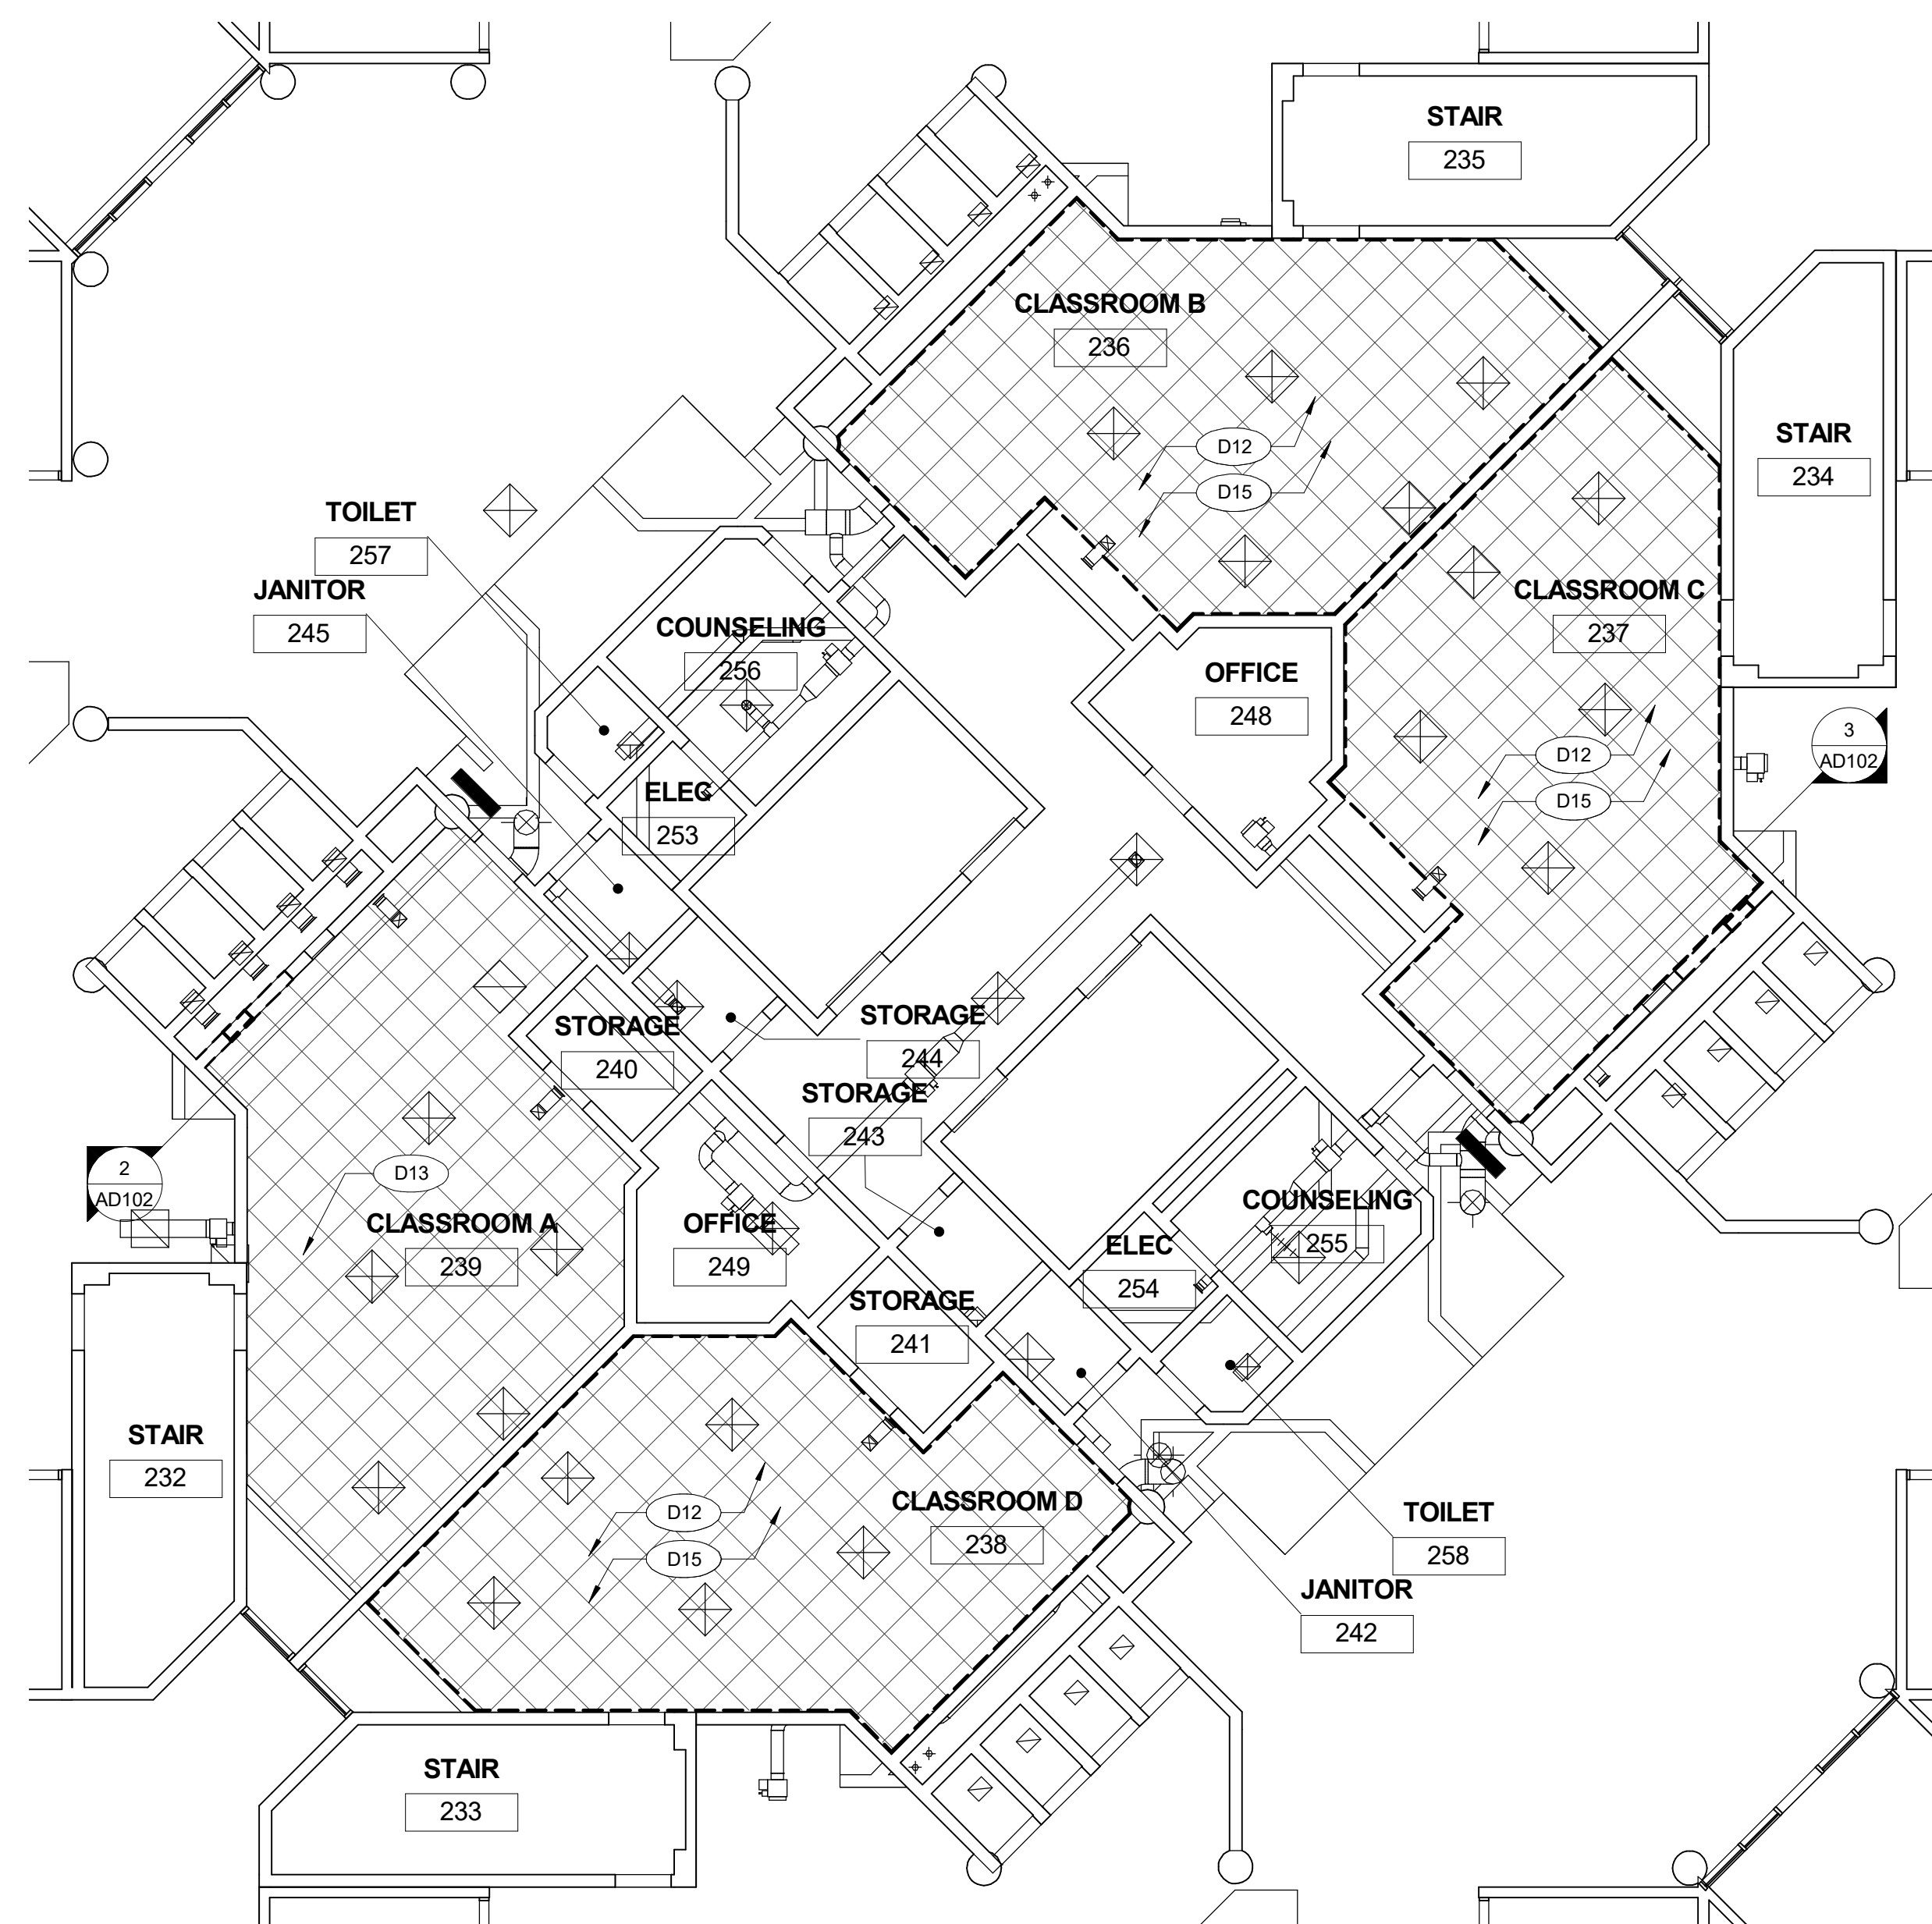 STAIR
235
CLASSROOM B
236
STAIR
234
D12
D15
TOILET
257
JANITOR
245
COUNSELING
256
CLASSROOM C
237
OFFICE
248
3
AD102
D12
D15
ELEC
253
STORAGE
240
STORAGE
244
STORAGE
243
2
AD102
D13
CLASSROOM A
239
OFFICE
249
COUNSELING
255
ELEC
254
STORAGE
241
STAIR
232
CLASSROOM D
238
D12
D15
TOILET
258
JANITOR
242
STAIR
233